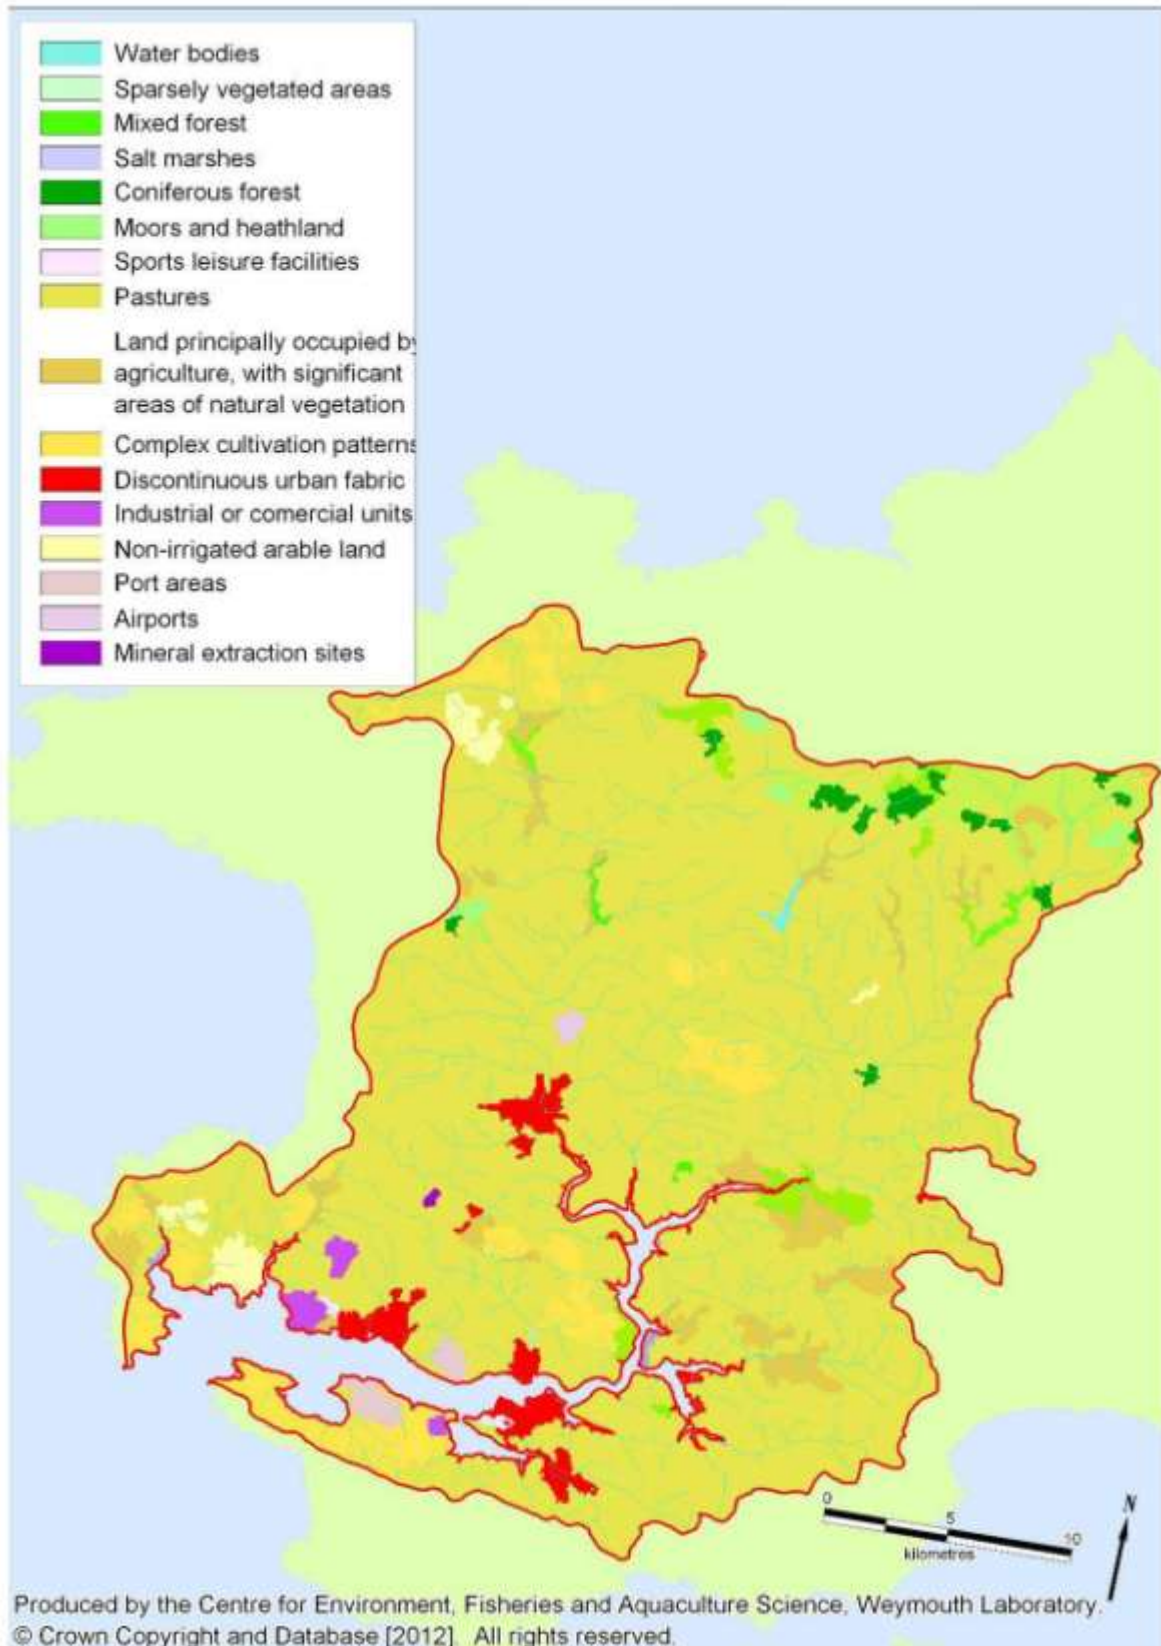 Water bodies
Sparsely vegetated areas
Mixed forest
Salt marshes
Coniferous forest
Moors and heathland
Sports leisure facilities
Pastures
Land principally occupied by
agriculture, with significant
areas of natural vegetation
Complex cultivation patterns
Discontinuous urban fabric
Industrial or comercial units
Non-irrigated arable land
Port areas
Airports
Mineral extraction sites
0
5
10
kilometres
N
Produced by the Centre for Environment, Fisheries and Aquaculture Science, Weymouth Laboratory.
© Crown Copyright and Database [2012]. All rights reserved.